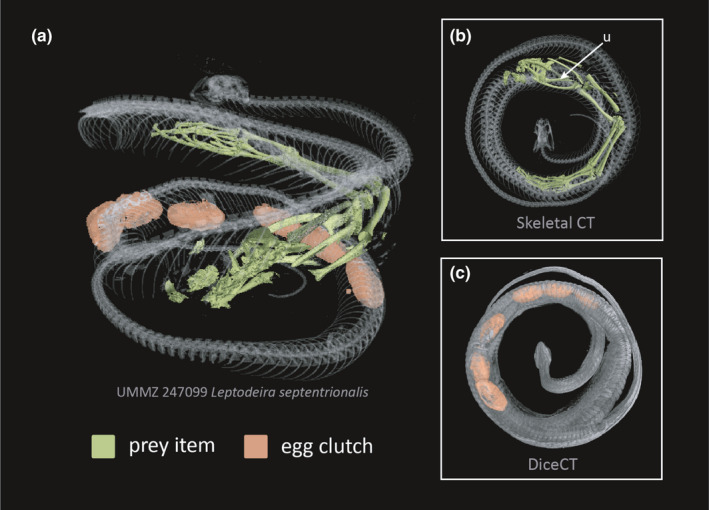 (a)
UMMZ 247099 Leptodeira septentrionalis
prey item
egg clutch
(b)
u
Skeletal CT
(c)
DiceCT